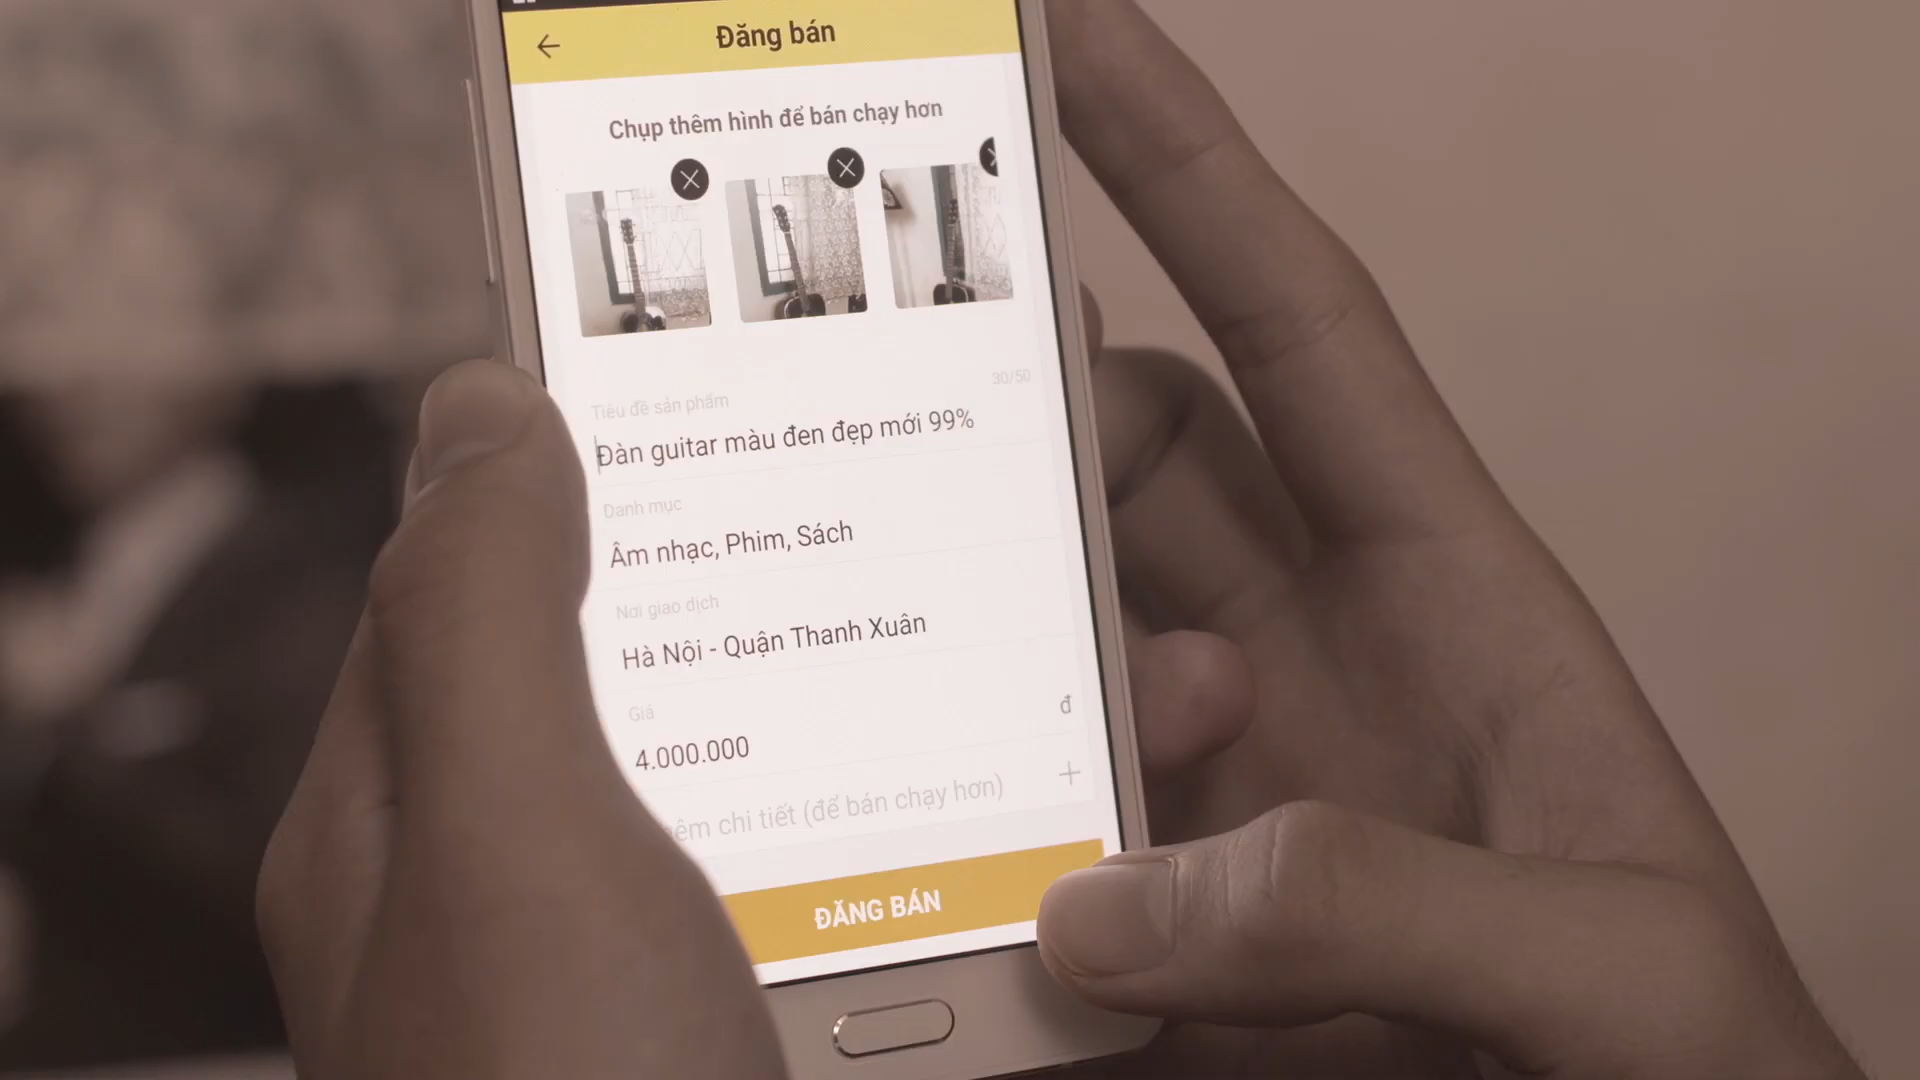 Đăng bán
Chụp thêm hình để bán chạy hơn
30/50
Tiêu đề sản phẩm
Đàn guitar màu đen đẹp mới 99%
Danh mục
Âm nhạc, Phim, Sách
Nơi giao dịch
Hà Nội - Quận Thanh Xuân
Giá
4.000.000 đ
chi tiết (để bán chạy hơn) +
ĐĂNG BÁN